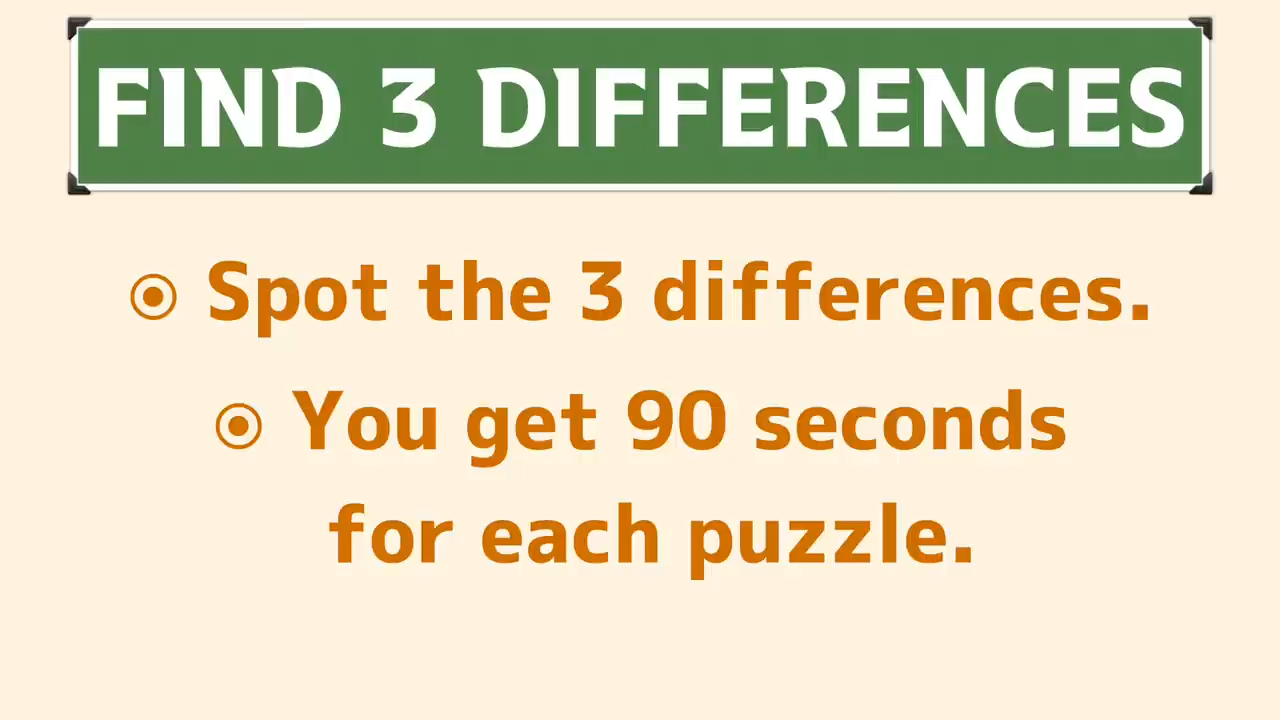 FIND 3 DIFFERENCES
⦿ Spot the 3 differences.
⦿ You get 90 seconds
for each puzzle.